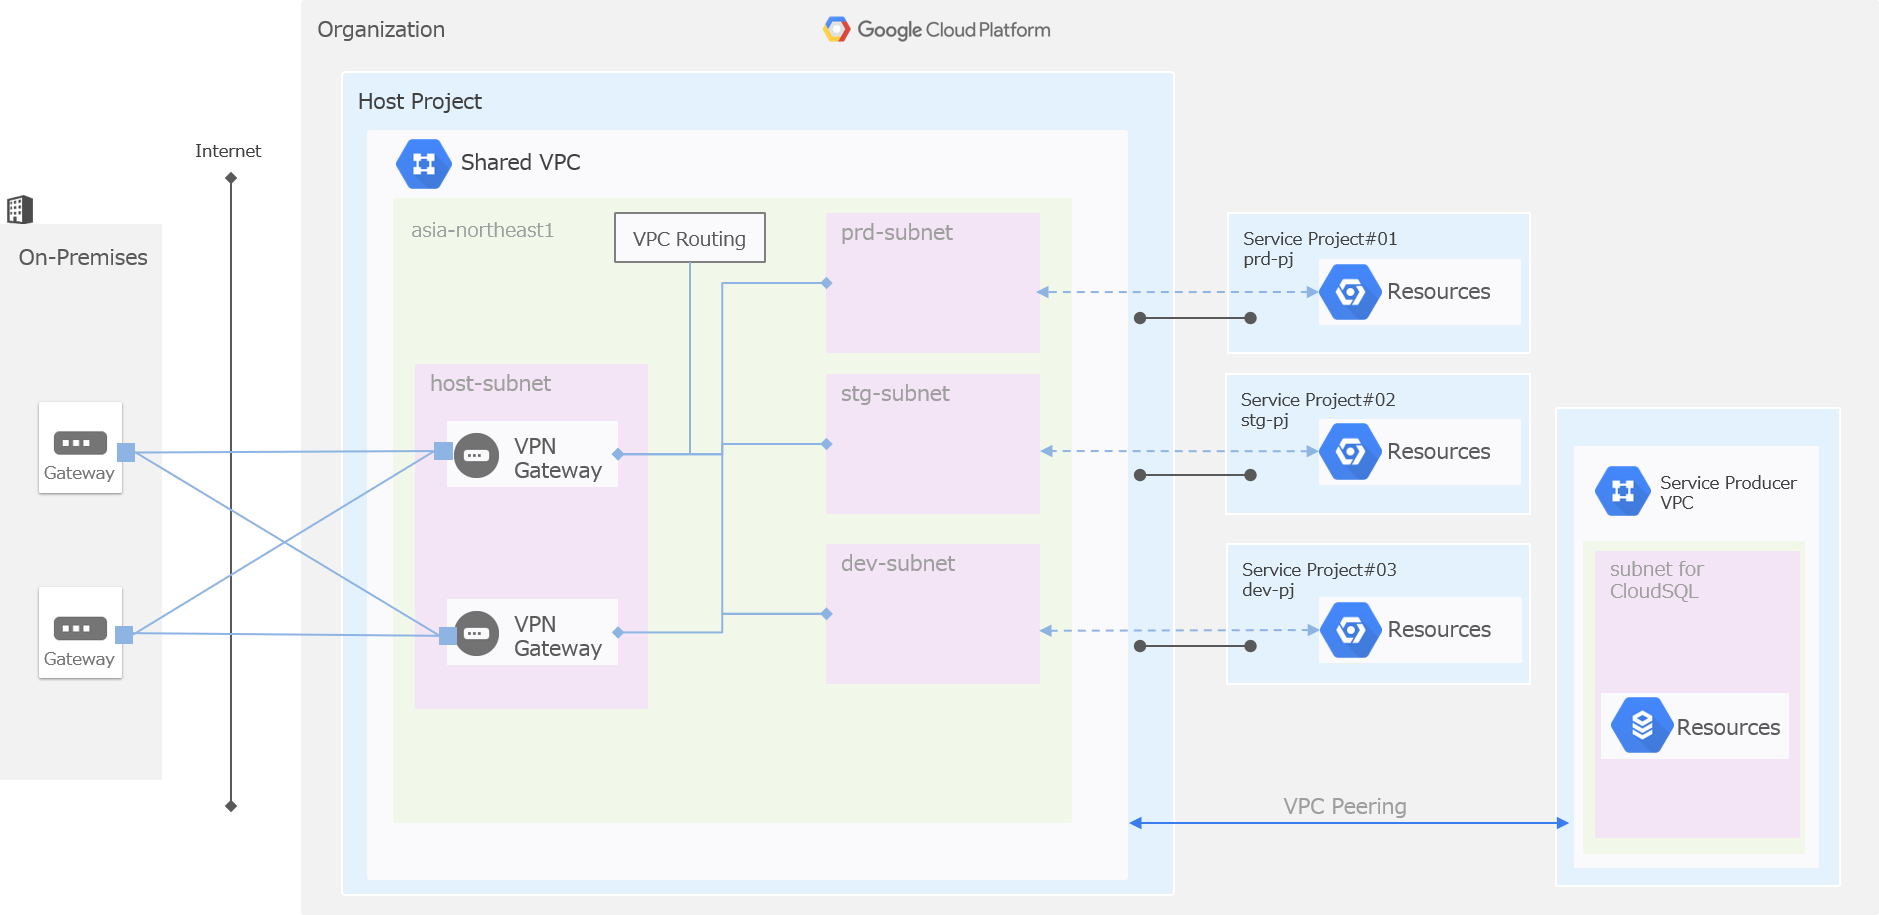 Organization
Google Cloud Platform
Host Project
Internet
Shared VPC
On-Premises
asia-northeast1
VPC Routing
prd-subnet
Service Project#01
prd-pj
Resources
host-subnet
stg-subnet
Service Project#02
stg-pj
Resources
Gateway
VPN
Gateway
Service Producer
VPC
dev-subnet
Service Project#03
dev-pj
Resources
subnet for
CloudSQL
Gateway
VPN
Gateway
Resources
VPC Peering